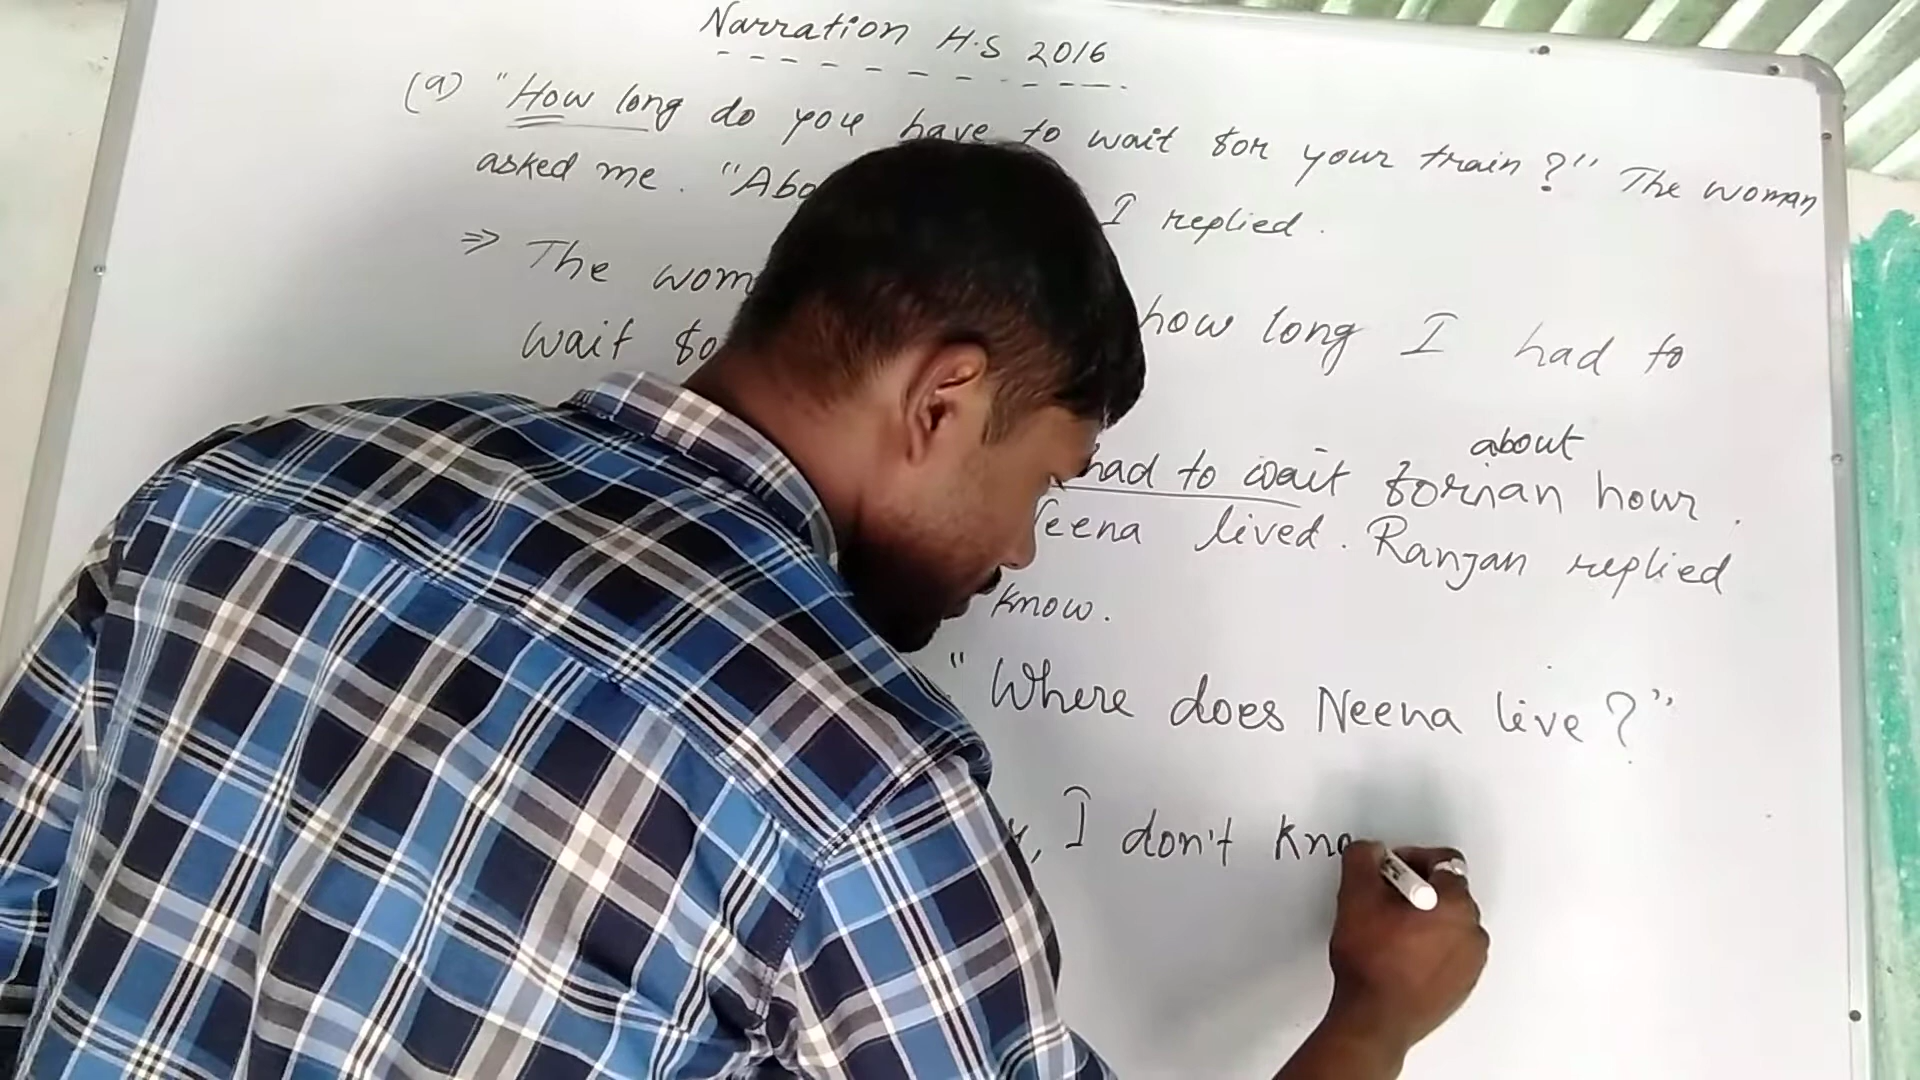 Narration H.S 2016
(a) "How long do you have to wait for your train?" The woman
asked me. "Abo I replied.
⇒ The wom how long I had to
wait fo
about
had to wait for an hour.
Neena lived. Ranjan replied
know.
"Where does Neena live?"
, I don't kno